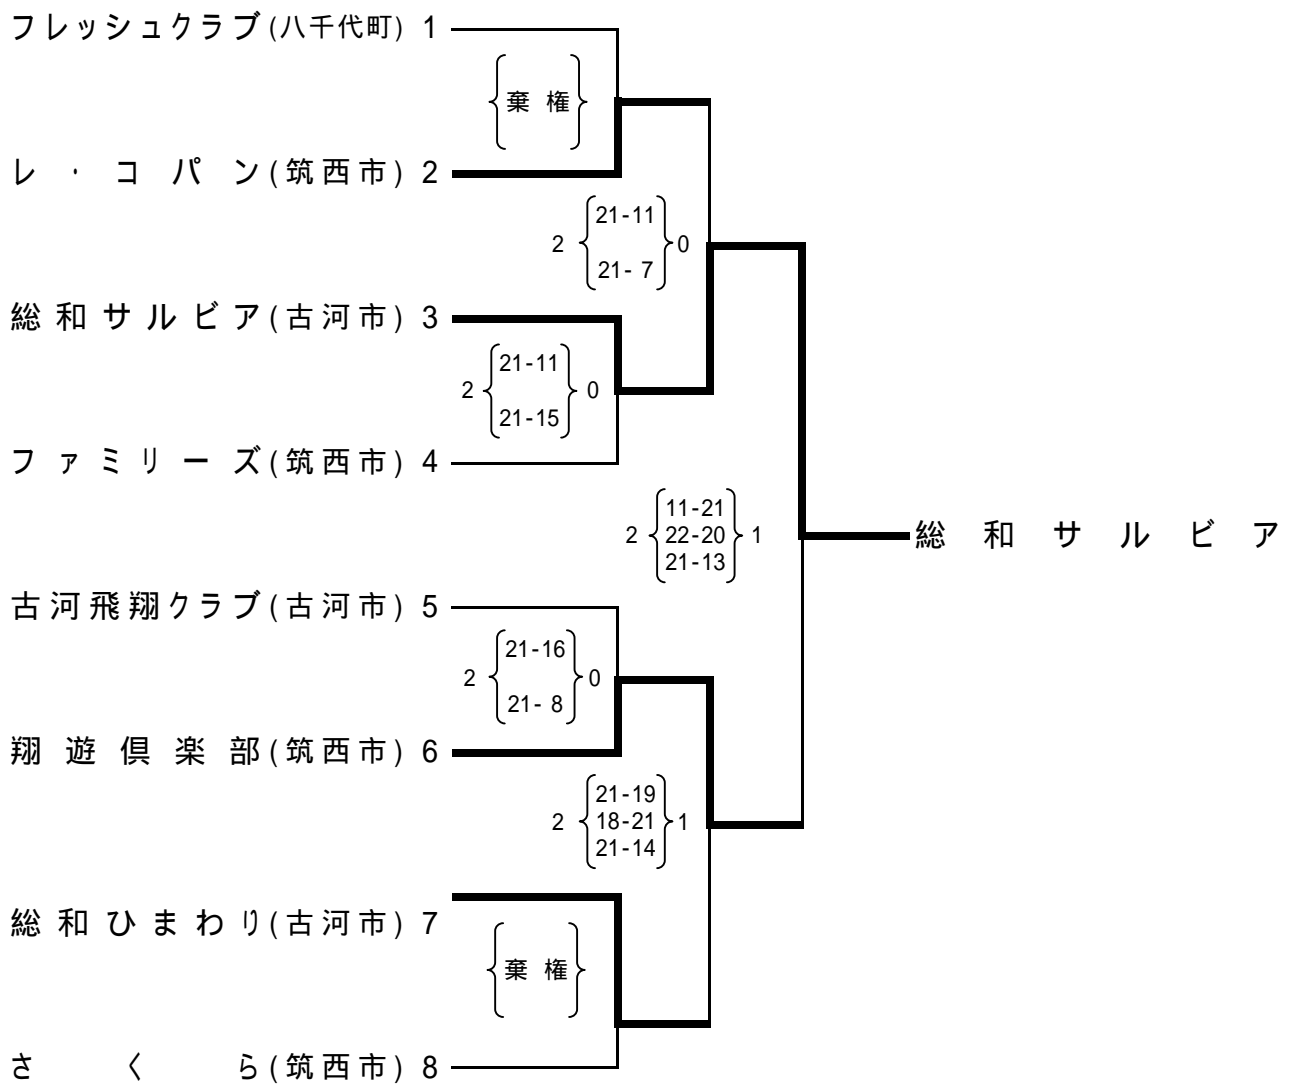 フレッシュクラブ(八千代町) 1
棄 権
レ・コパン(筑西市) 2
21-11
2 0
21- 7
総和サルビア(古河市) 3
21-11
2 0
21-15
ファミリーズ(筑西市) 4
11-21
2 22-20 1
21-13
総和サルビア
古河飛翔クラブ(古河市) 5
21-16
2 0
21- 8
翔遊倶楽部(筑西市) 6
21-19
2 18-21 1
21-14
総和ひまわり(古河市) 7
棄 権
さくら(筑西市) 8